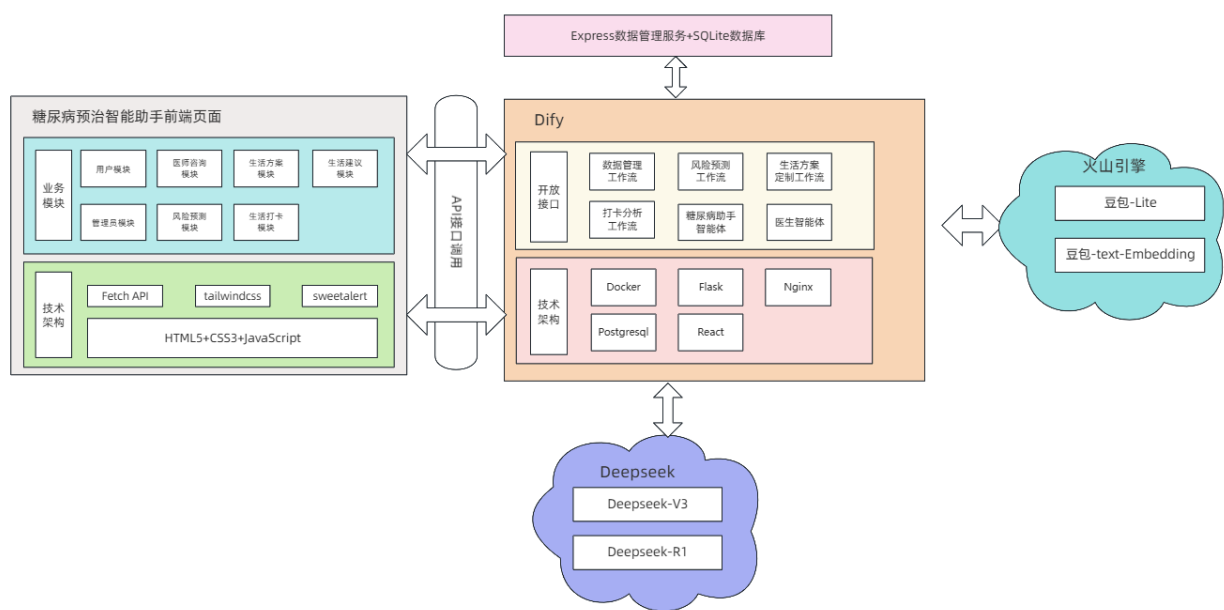 Express数据管理服务+SQLite数据库
糖尿病预治智能助手前端页面
业务
模块
用户模块
医师咨询
模块
生活方案
模块
生活建议
模块
管理员模块
风险预测
模块
生活打卡
模块
技术
架构
Fetch API
tailwindcss
sweetalert
HTML5+CSS3+JavaScript
API接口调用
Dify
开放
接口
数据管理
工作流
风险预测
工作流
生活方案
定制工作流
打卡分析
工作流
糖尿病助手
智能体
医生智能体
技术
架构
Docker
Flask
Nginx
Postgresql
React
火山引擎
豆包-Lite
豆包-text-Embedding
Deepseek
Deepseek-V3
Deepseek-R1